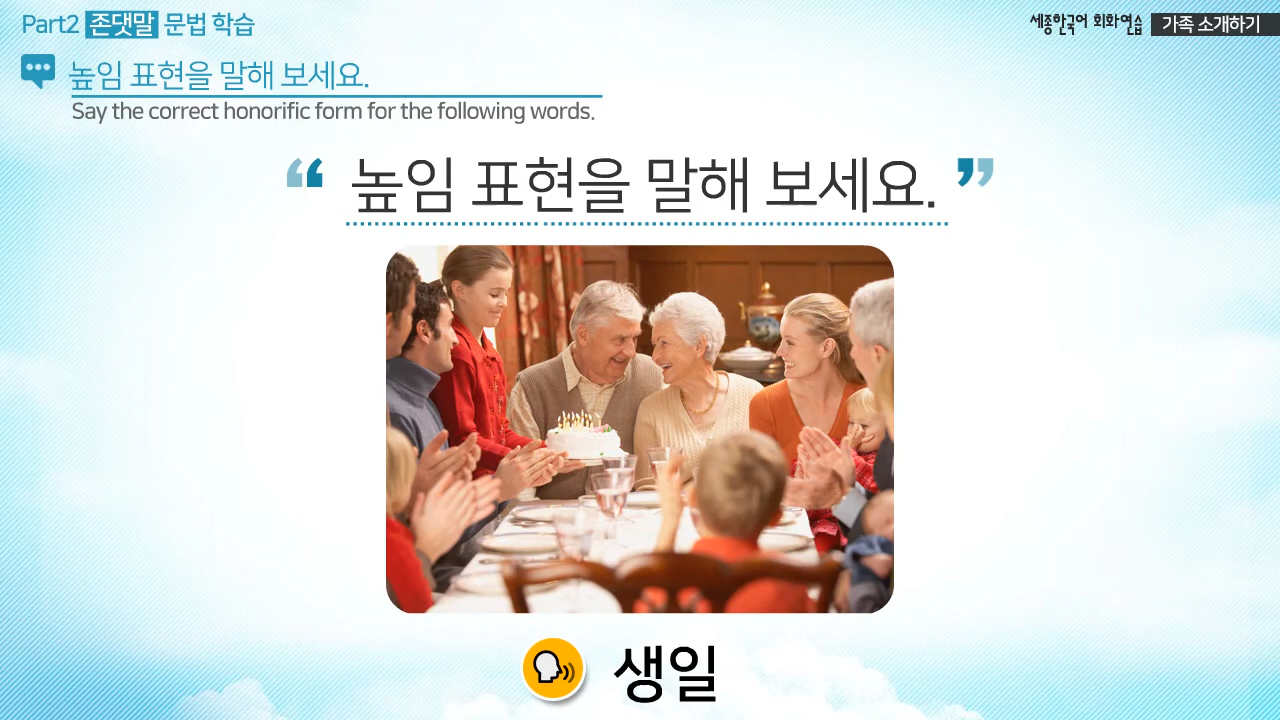 Part2 존댓말 문법 학습
세종한국어 회화연습 가족 소개하기
높임 표현을 말해 보세요.
Say the correct honorific form for the following words.
“ 높임 표현을 말해 보세요. ”
생일